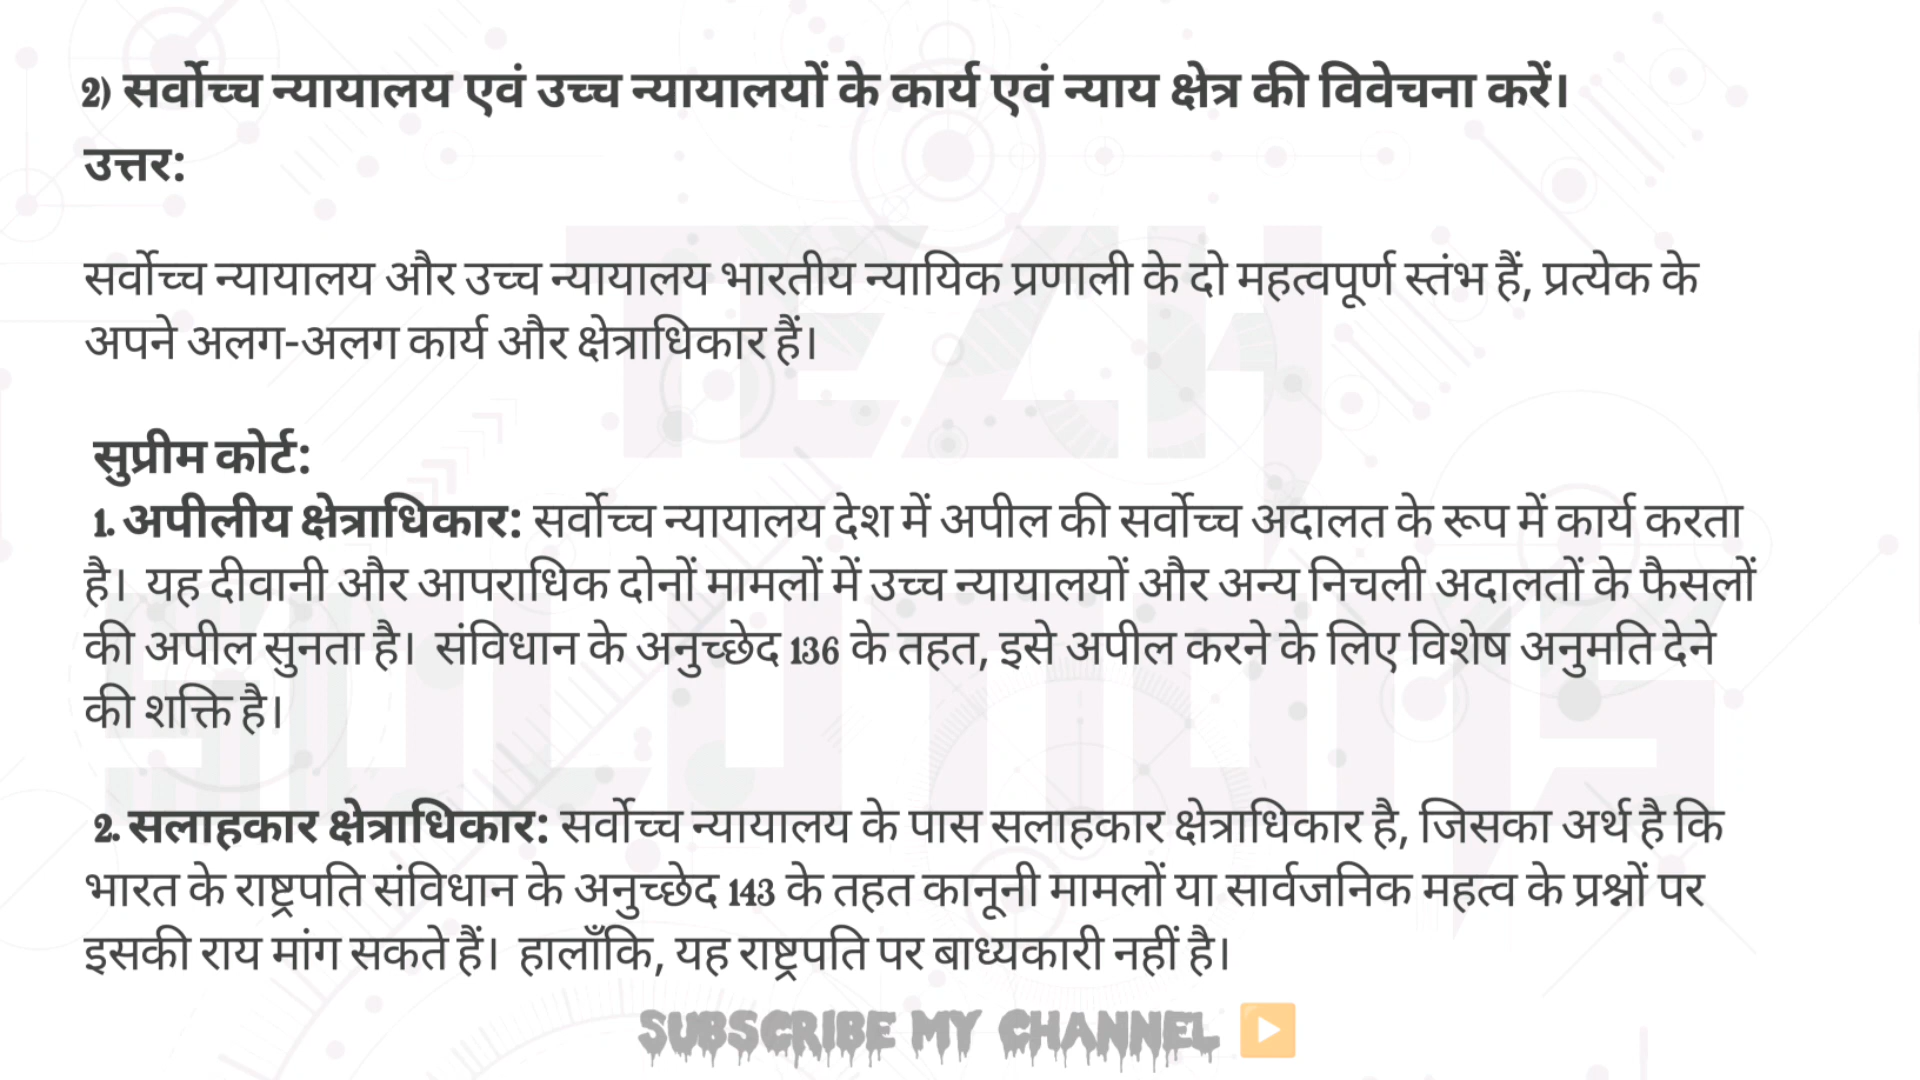 2) सर्वोच्च न्यायालय एवं उच्च न्यायालयों के कार्य एवं न्याय क्षेत्र की विवेचना करें।
उत्तर:
सर्वोच्च न्यायालय और उच्च न्यायालय भारतीय न्यायिक प्रणाली के दो महत्वपूर्ण स्तंभ हैं, प्रत्येक के
अपने अलग-अलग कार्य और क्षेत्राधिकार हैं।
सुप्रीम कोर्ट:
1. अपीलीय क्षेत्राधिकार: सर्वोच्च न्यायालय देश में अपील की सर्वोच्च अदालत के रूप में कार्य करता
है। यह दीवानी और आपराधिक दोनों मामलों में उच्च न्यायालयों और अन्य निचली अदालतों के फैसलों
की अपील सुनता है। संविधान के अनुच्छेद 136 के तहत, इसे अपील करने के लिए विशेष अनुमति देने
की शक्ति है।
2. सलाहकार क्षेत्राधिकार: सर्वोच्च न्यायालय के पास सलाहकार क्षेत्राधिकार है, जिसका अर्थ है कि
भारत के राष्ट्रपति संविधान के अनुच्छेद 143 के तहत कानूनी मामलों या सार्वजनिक महत्व के प्रश्नों पर
इसकी राय मांग सकते हैं। हालाँकि, यह राष्ट्रपति पर बाध्यकारी नहीं है।
SUBSCRIBE MY CHANNEL
TEZH
SOLUTIONS